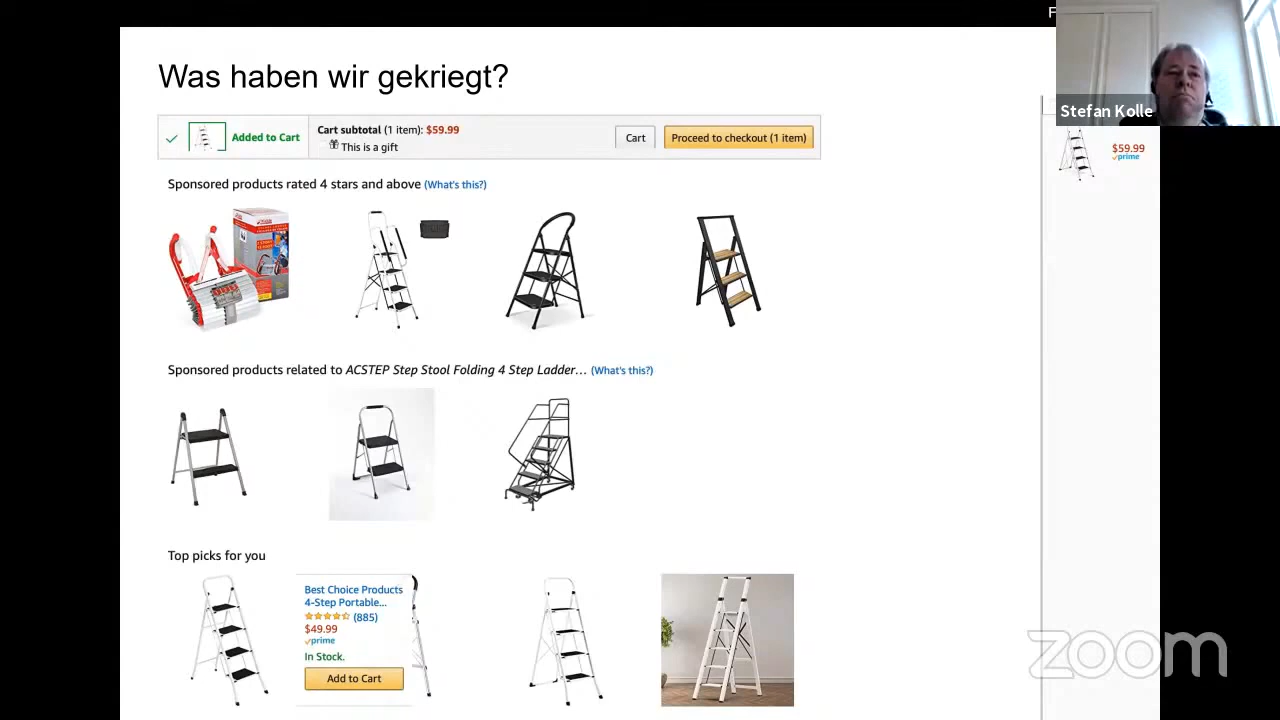 F
Was haben wir gekriegt?
Stefan Kolle
Added to Cart
Cart subtotal (1 item): $59.99
This is a gift
Cart
Proceed to checkout (1 item)
$59.99
prime
Sponsored products rated 4 stars and above (What's this?)
Sponsored products related to ACSTEP Step Stool Folding 4 Step Ladder... (What's this?)
Top picks for you
Best Choice Products
4-Step Portable...
(885)
$49.99
prime
In Stock.
Add to Cart
zoom